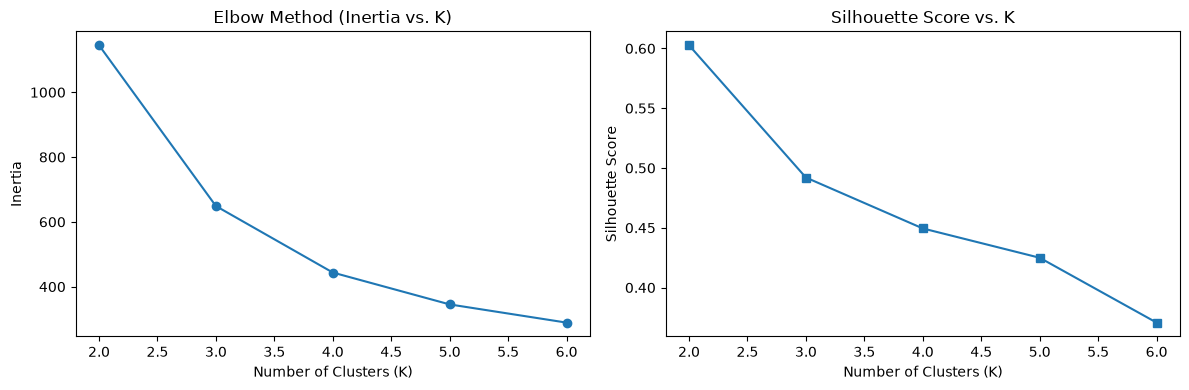 Elbow Method (Inertia vs. K)
Inertia
1000
800
600
400
2.0 2.5 3.0 3.5 4.0 4.5 5.0 5.5 6.0
Number of Clusters (K)
Silhouette Score vs. K
Silhouette Score
0.60
0.55
0.50
0.45
0.40
2.0 2.5 3.0 3.5 4.0 4.5 5.0 5.5 6.0
Number of Clusters (K)